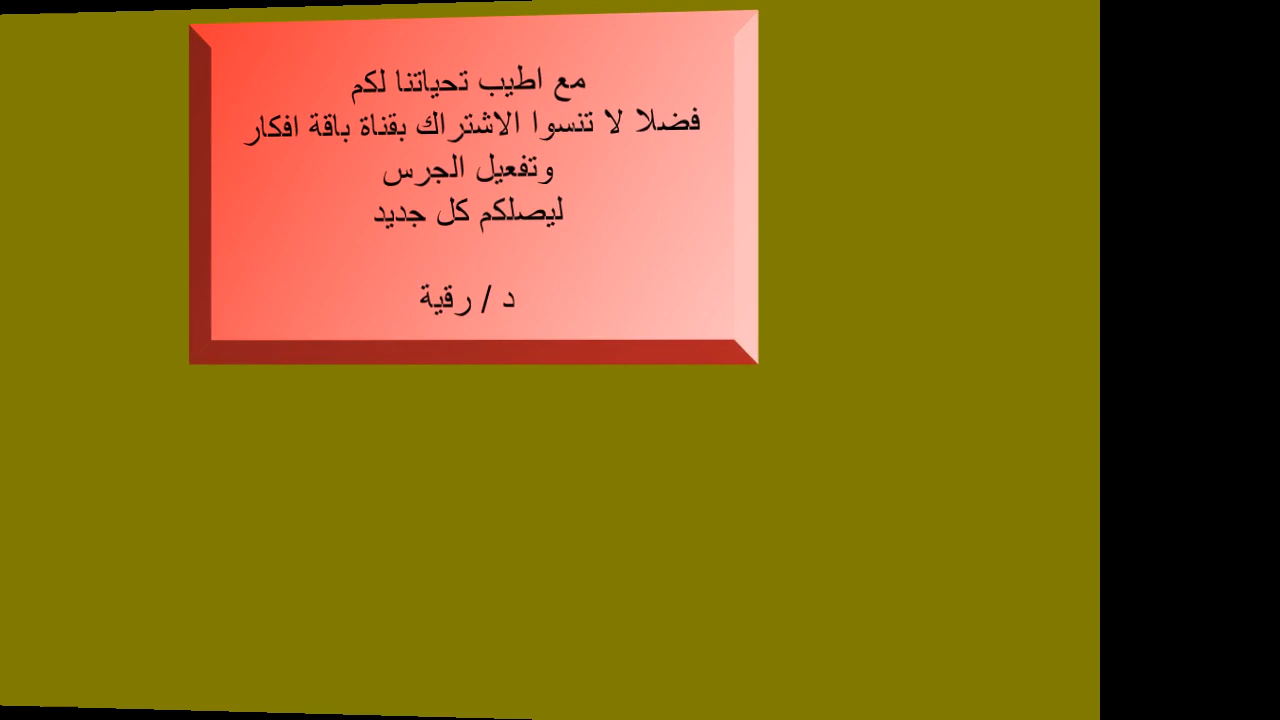 مع اطيب تحياتنا لكم
فضلا لا تنسوا الاشتراك بقناة باقة افكار
وتفعيل الجرس
ليصلكم كل جديد
د / رقية